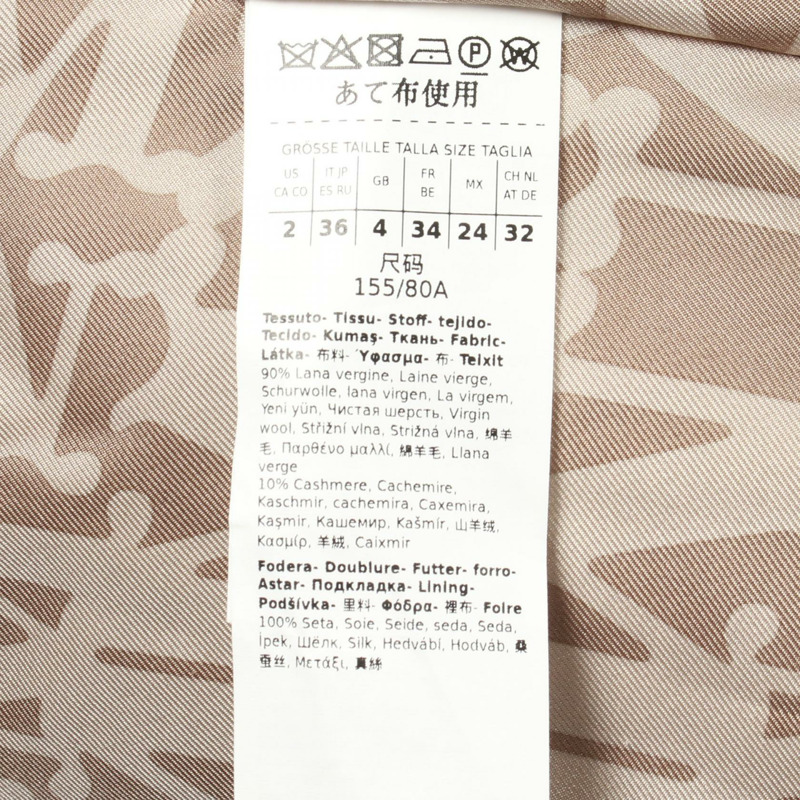 P W
あて布使用
GRÖSSE TAILLE TALLA SIZE TAGLIA
US IT JP GB FR MX CH NL
CA CO ES RU BE AT DE
2 36 4 34 24 32
尺码
155/80A
Tessuto- Tissu- Stoff- tejido-
Tecido- Kumaş- Ткань- Fabric-
Látka- 布料- Ύφασμα- 布- Teixit
90% Lana vergine, Laine vierge,
Schurwolle, lana virgen, La virgem,
Yeni yün, Чистая шерсть, Virgin
wool, Střižní vlna, Strižná vlna, 绵羊
毛, Παρθένο μαλλί, 绵羊毛, Llana
verge
10% Cashmere, Cachemire,
Kaschmir, cachemira, Caxemira,
Kaşmir, Кашемир, Kašmír, 山羊绒,
Κασμίρ, 羊絨, Caixmir
Fodera- Doublure- Futter- forro-
Astar- Подкладка- Lining-
Podšívka- 里料- Φόδρα- 裡布- Folre
100% Seta, Soie, Seide, seda, Seda,
İpek, Шёлк, Silk, Hedvábí, Hodváb, 桑
蚕丝, Μετάξι, 真絲